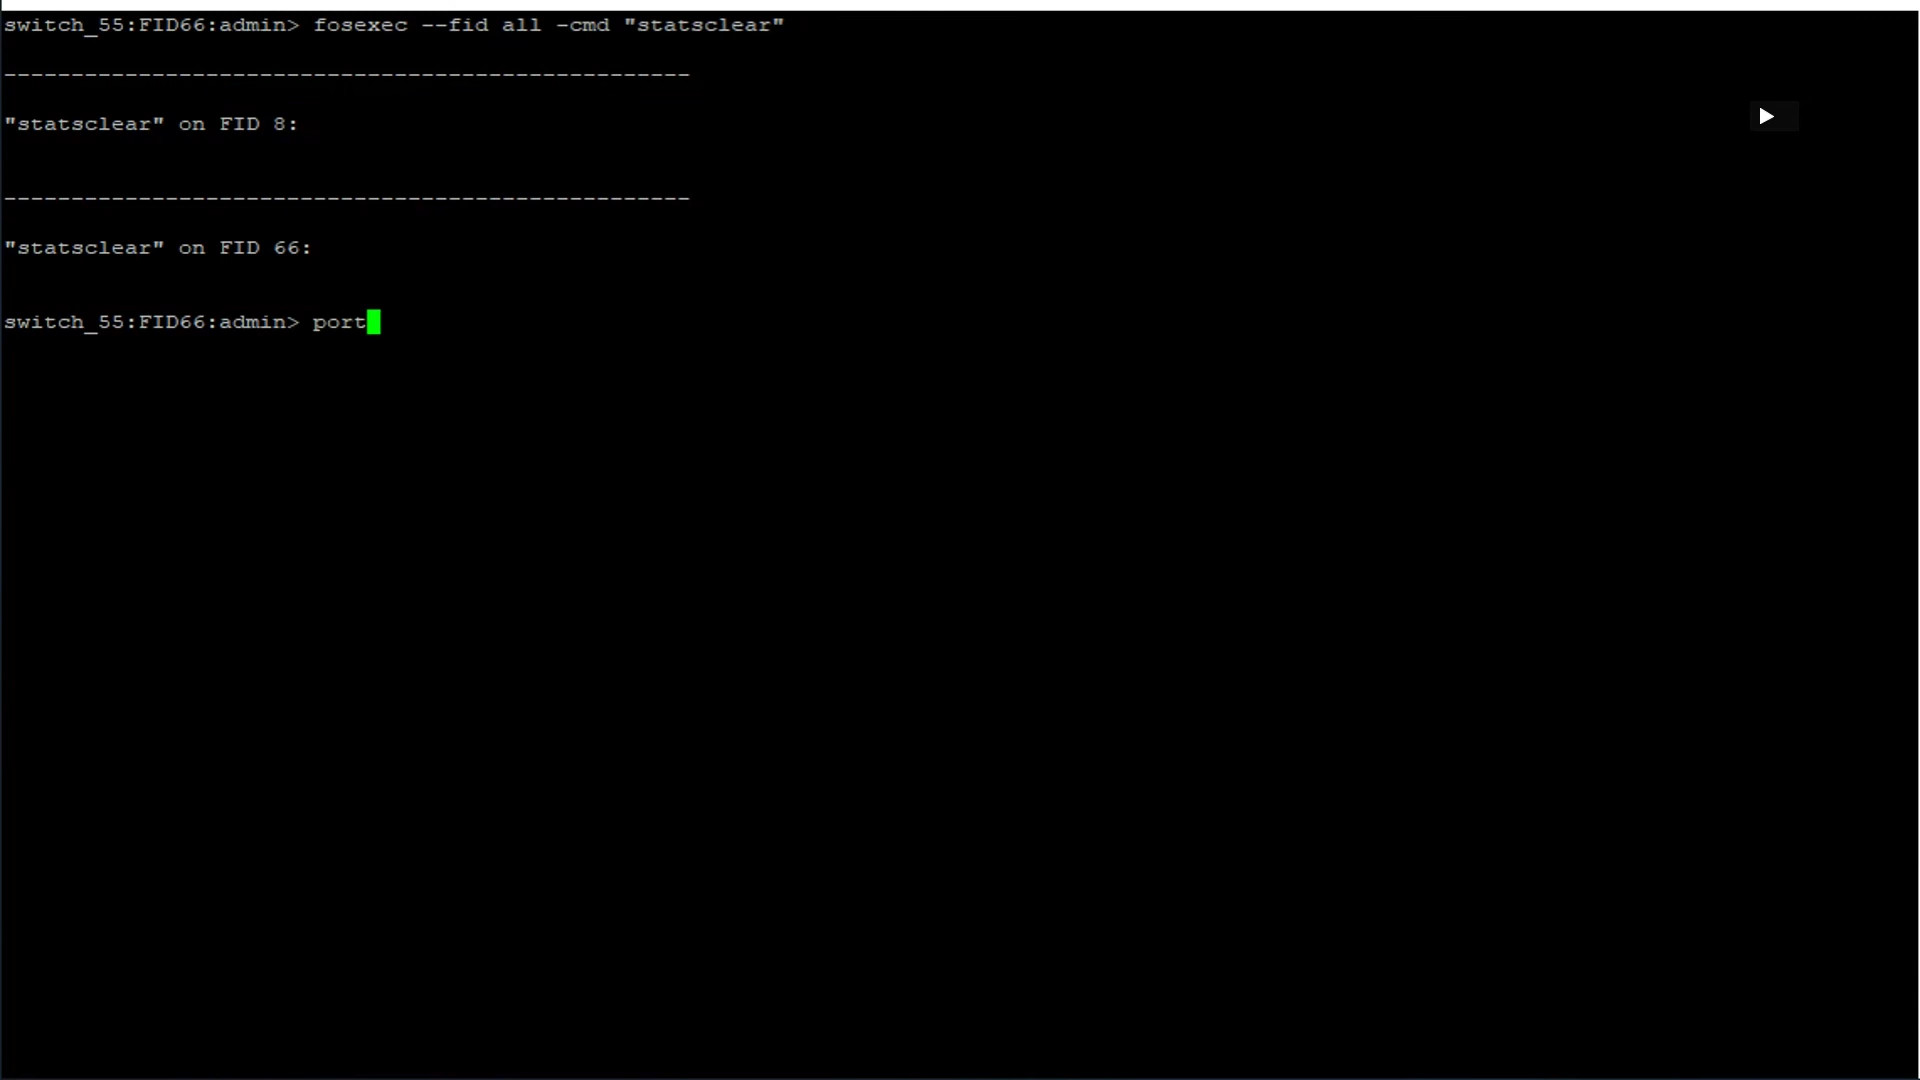 switch_55:FID66:admin> fosexec --fid all -cmd "statsclear"
---------------------------------------------------
"statsclear" on FID 8:
---------------------------------------------------
"statsclear" on FID 66:
switch_55:FID66:admin> port